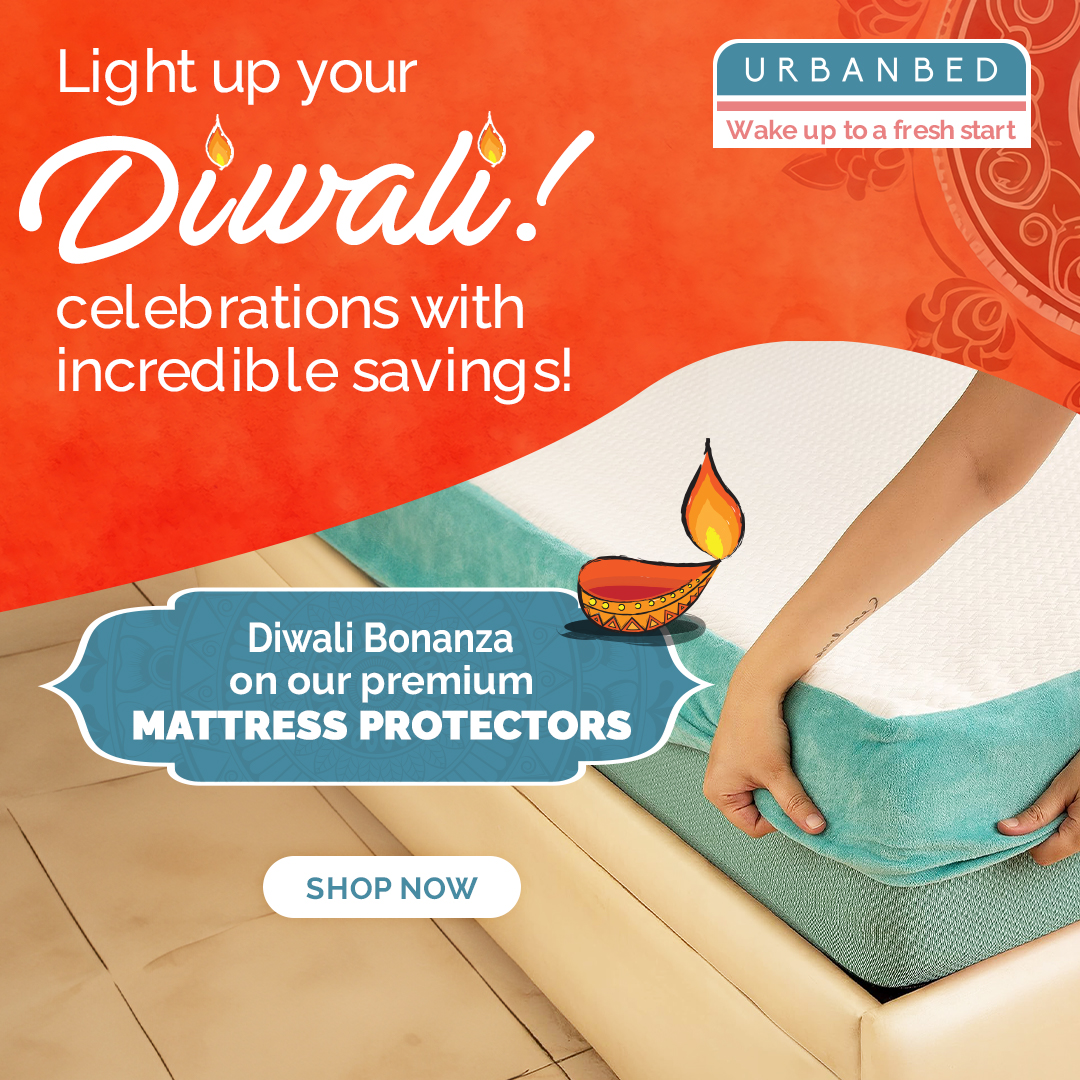 Light up your
Diwali!
celebrations with
incredible savings!
URBANBED
Wake up to a fresh start
Diwali Bonanza
on our premium
MATTRESS PROTECTORS
SHOP NOW